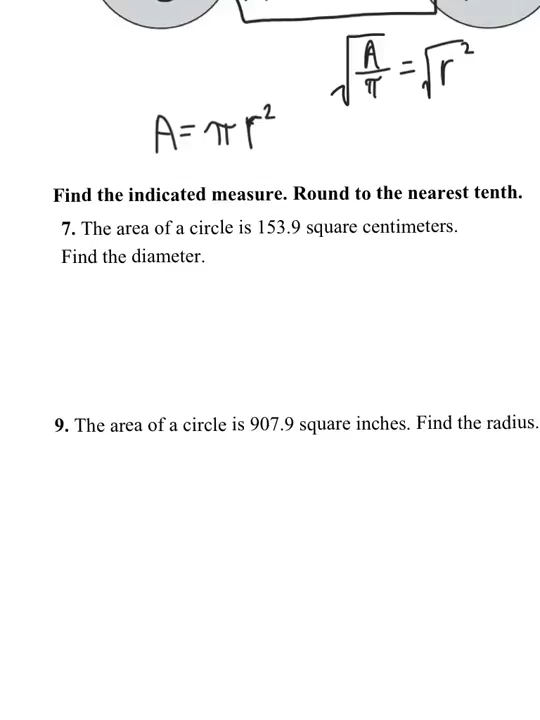 √A/π = √r²
A = πr²
Find the indicated measure. Round to the nearest tenth.
7. The area of a circle is 153.9 square centimeters.
Find the diameter.
9. The area of a circle is 907.9 square inches. Find the radius.